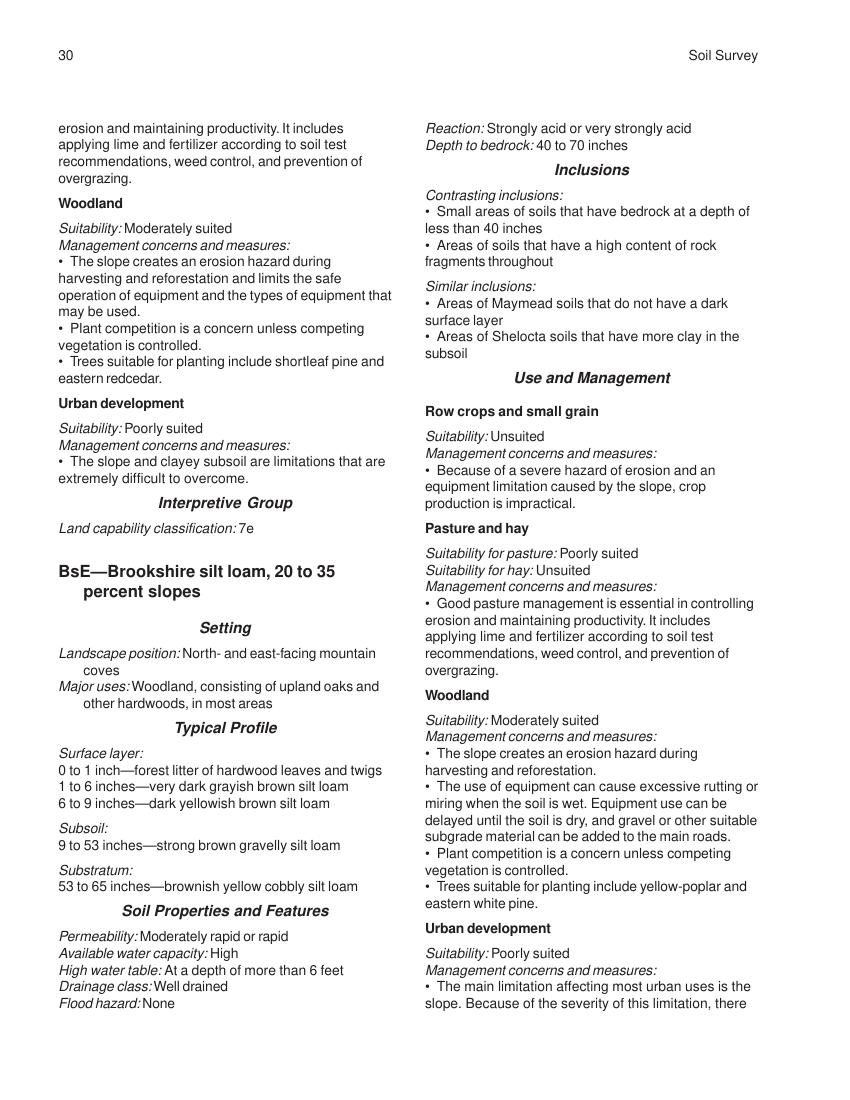 30
Soil Survey
erosion and maintaining productivity. It includes
applying lime and fertilizer according to soil test
recommendations, weed control, and prevention of
overgrazing.
Woodland
Suitability: Moderately suited
Management concerns and measures:
• The slope creates an erosion hazard during
harvesting and reforestation and limits the safe
operation of equipment and the types of equipment that
may be used.
• Plant competition is a concern unless competing
vegetation is controlled.
• Trees suitable for planting include shortleaf pine and
eastern redcedar.
Urban development
Suitability: Poorly suited
Management concerns and measures:
• The slope and clayey subsoil are limitations that are
extremely difficult to overcome.
Interpretive Group
Land capability classification: 7e
BsE—Brookshire silt loam, 20 to 35
percent slopes
Setting
Landscape position: North- and east-facing mountain
coves
Major uses: Woodland, consisting of upland oaks and
other hardwoods, in most areas
Typical Profile
Surface layer:
0 to 1 inch—forest litter of hardwood leaves and twigs
1 to 6 inches—very dark grayish brown silt loam
6 to 9 inches—dark yellowish brown silt loam
Subsoil:
9 to 53 inches—strong brown gravelly silt loam
Substratum:
53 to 65 inches—brownish yellow cobbly silt loam
Soil Properties and Features
Permeability: Moderately rapid or rapid
Available water capacity: High
High water table: At a depth of more than 6 feet
Drainage class: Well drained
Flood hazard: None
Reaction: Strongly acid or very strongly acid
Depth to bedrock: 40 to 70 inches
Inclusions
Contrasting inclusions:
• Small areas of soils that have bedrock at a depth of
less than 40 inches
• Areas of soils that have a high content of rock
fragments throughout
Similar inclusions:
• Areas of Maymead soils that do not have a dark
surface layer
• Areas of Shelocta soils that have more clay in the
subsoil
Use and Management
Row crops and small grain
Suitability: Unsuited
Management concerns and measures:
• Because of a severe hazard of erosion and an
equipment limitation caused by the slope, crop
production is impractical.
Pasture and hay
Suitability for pasture: Poorly suited
Suitability for hay: Unsuited
Management concerns and measures:
• Good pasture management is essential in controlling
erosion and maintaining productivity. It includes
applying lime and fertilizer according to soil test
recommendations, weed control, and prevention of
overgrazing.
Woodland
Suitability: Moderately suited
Management concerns and measures:
• The slope creates an erosion hazard during
harvesting and reforestation.
• The use of equipment can cause excessive rutting or
miring when the soil is wet. Equipment use can be
delayed until the soil is dry, and gravel or other suitable
subgrade material can be added to the main roads.
• Plant competition is a concern unless competing
vegetation is controlled.
• Trees suitable for planting include yellow-poplar and
eastern white pine.
Urban development
Suitability: Poorly suited
Management concerns and measures:
• The main limitation affecting most urban uses is the
slope. Because of the severity of this limitation, there